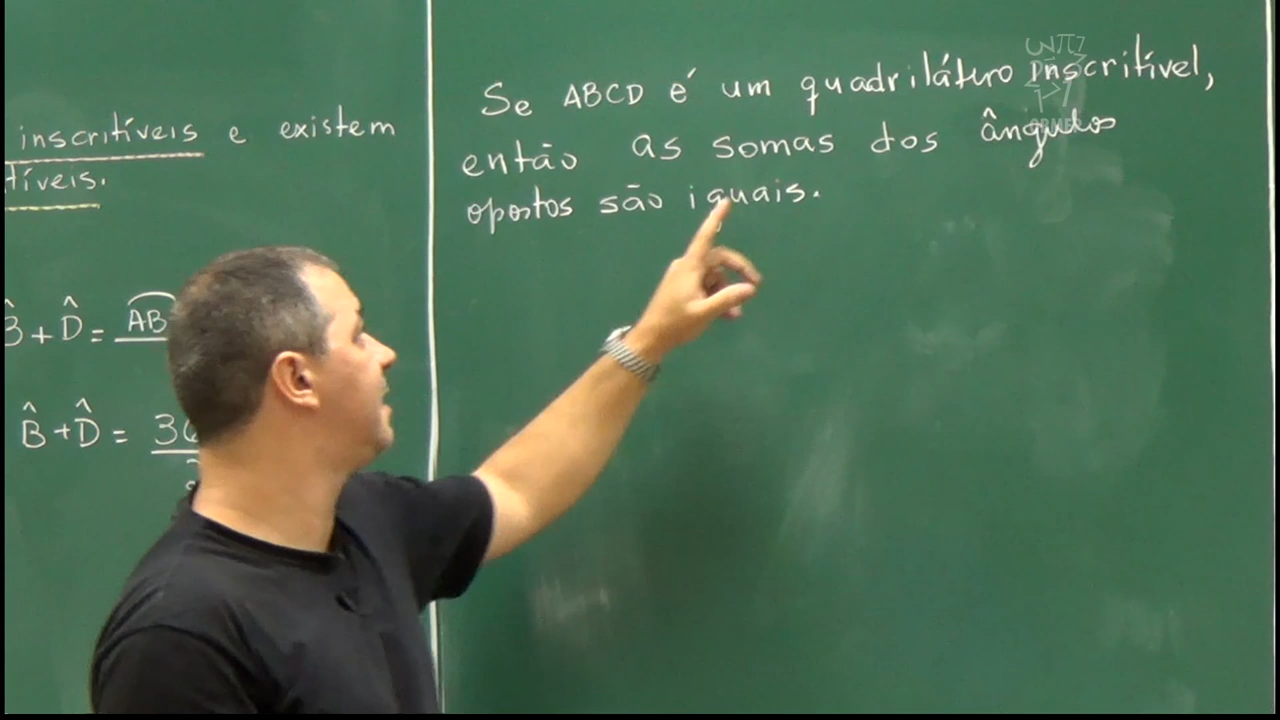 inscritíveis e existem
tíveis.
B̂ + D̂ = AB
B̂ + D̂ = 36
Se ABCD é um quadrilátero inscritível,
então as somas dos ângulos
opostos são iguais.